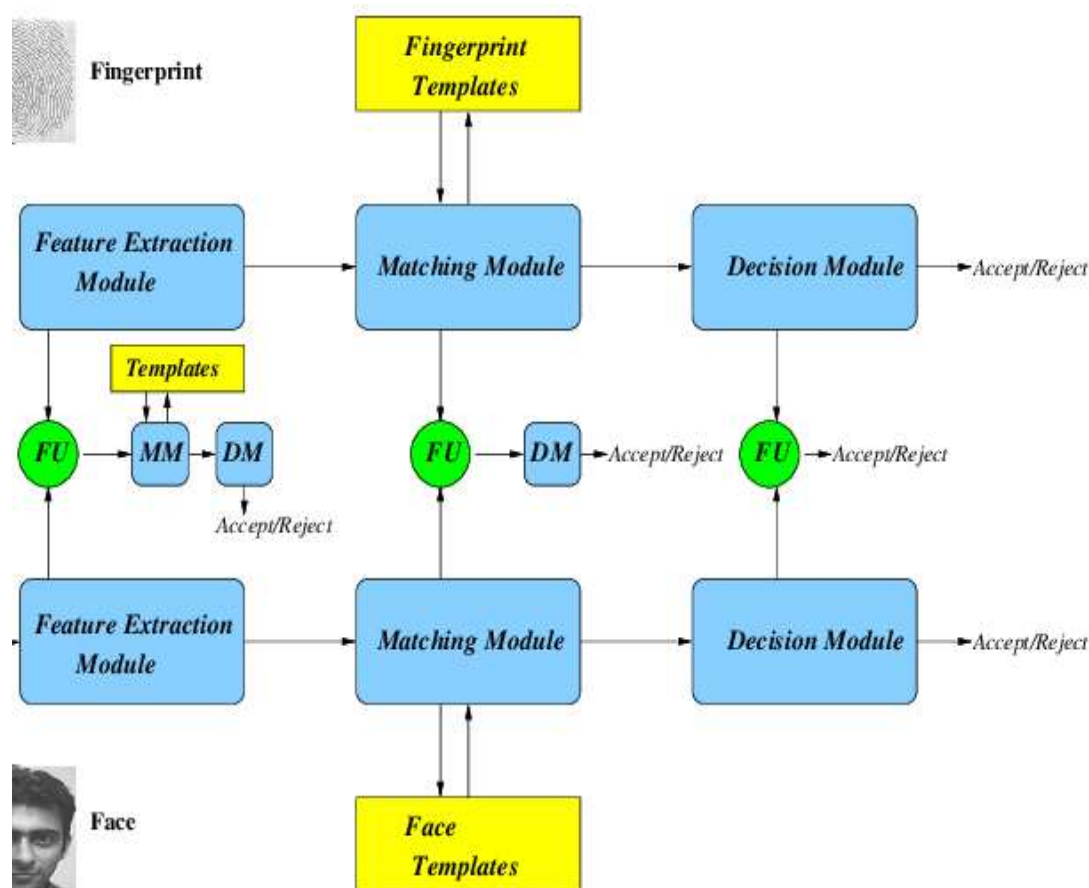 Fingerprint
Fingerprint
Templates
Feature Extraction
Module
Matching Module
Decision Module
Accept/Reject
Templates
FU
MM
DM
Accept/Reject
FU
DM
Accept/Reject
FU
Accept/Reject
Feature Extraction
Module
Matching Module
Decision Module
Accept/Reject
Face
Face
Templates